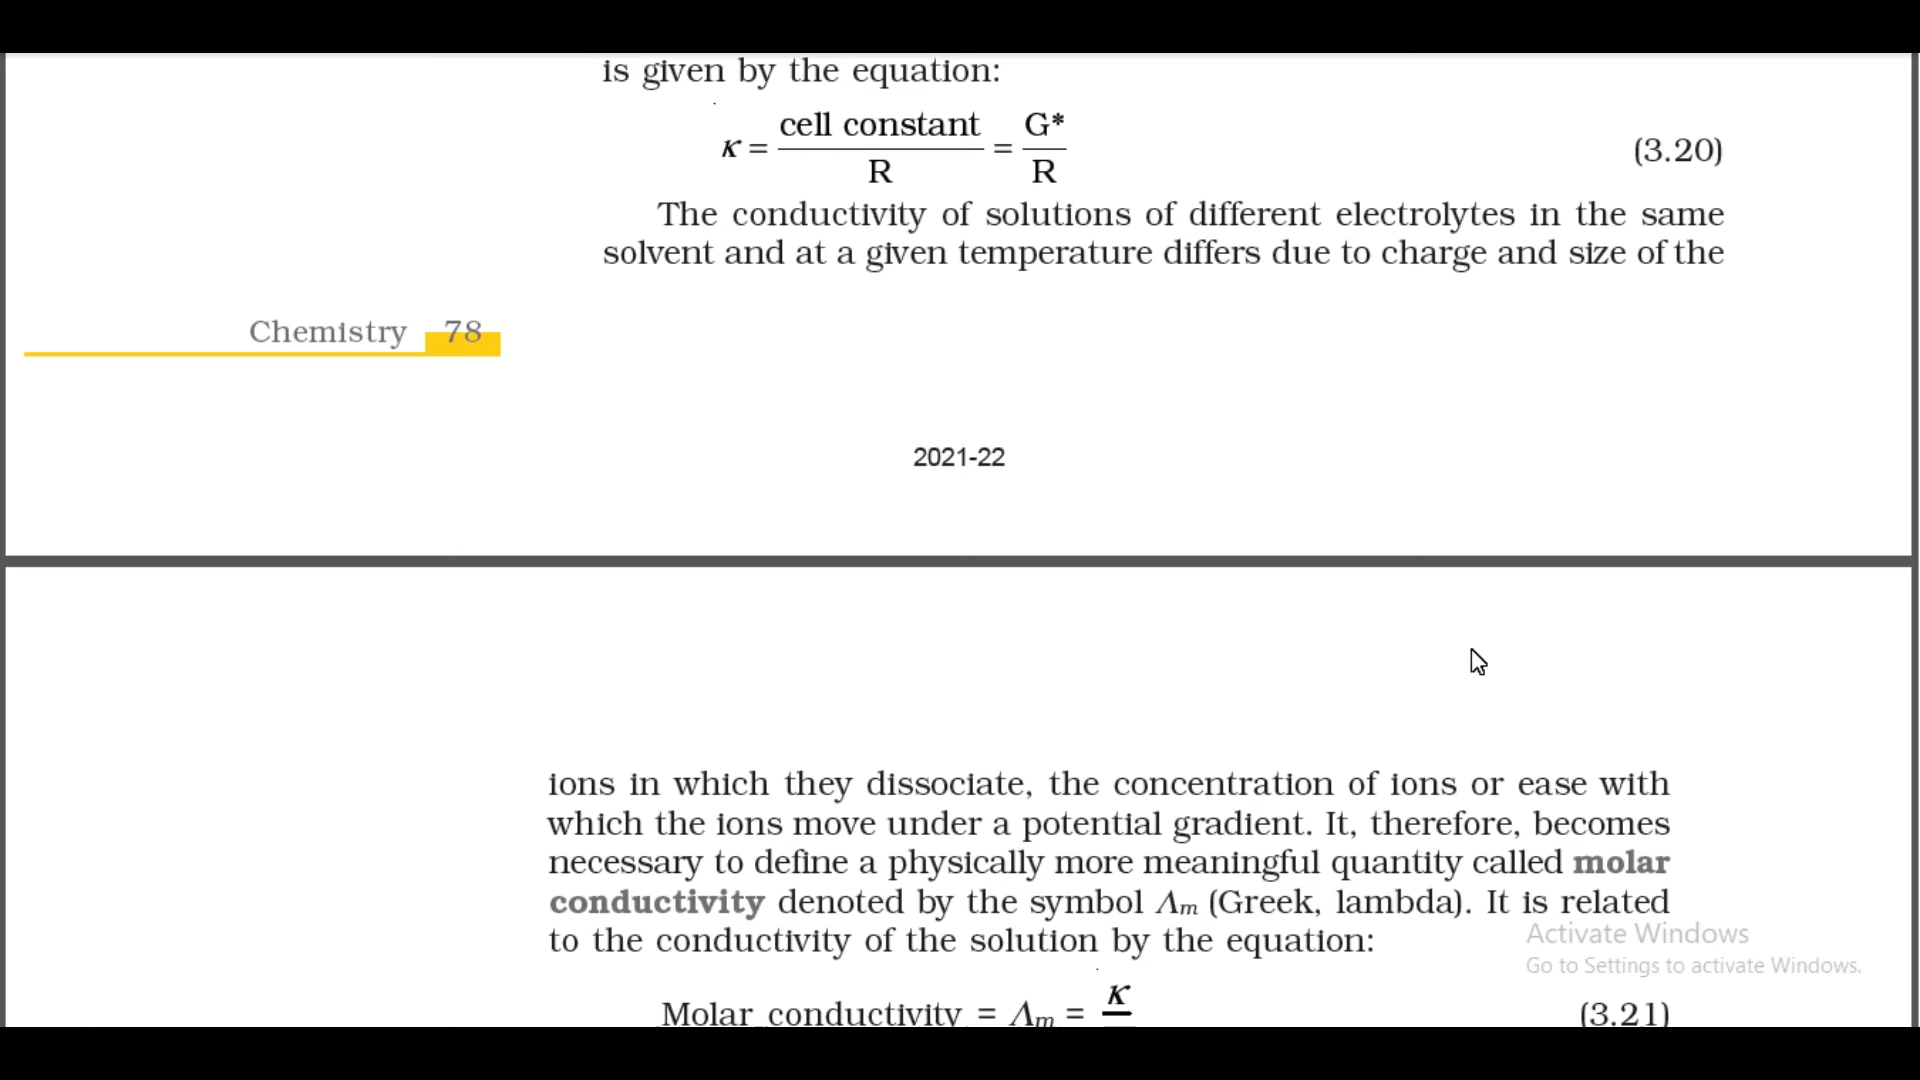 is given by the equation:
κ = cell constant / R = G* / R (3.20)
The conductivity of solutions of different electrolytes in the same
solvent and at a given temperature differs due to charge and size of the
Chemistry 78
2021-22
ions in which they dissociate, the concentration of ions or ease with
which the ions move under a potential gradient. It, therefore, becomes
necessary to define a physically more meaningful quantity called molar
conductivity denoted by the symbol Λm (Greek, lambda). It is related
to the conductivity of the solution by the equation:
Activate Windows
Go to Settings to activate Windows.
Molar conductivity = Λm = κ (3.21)